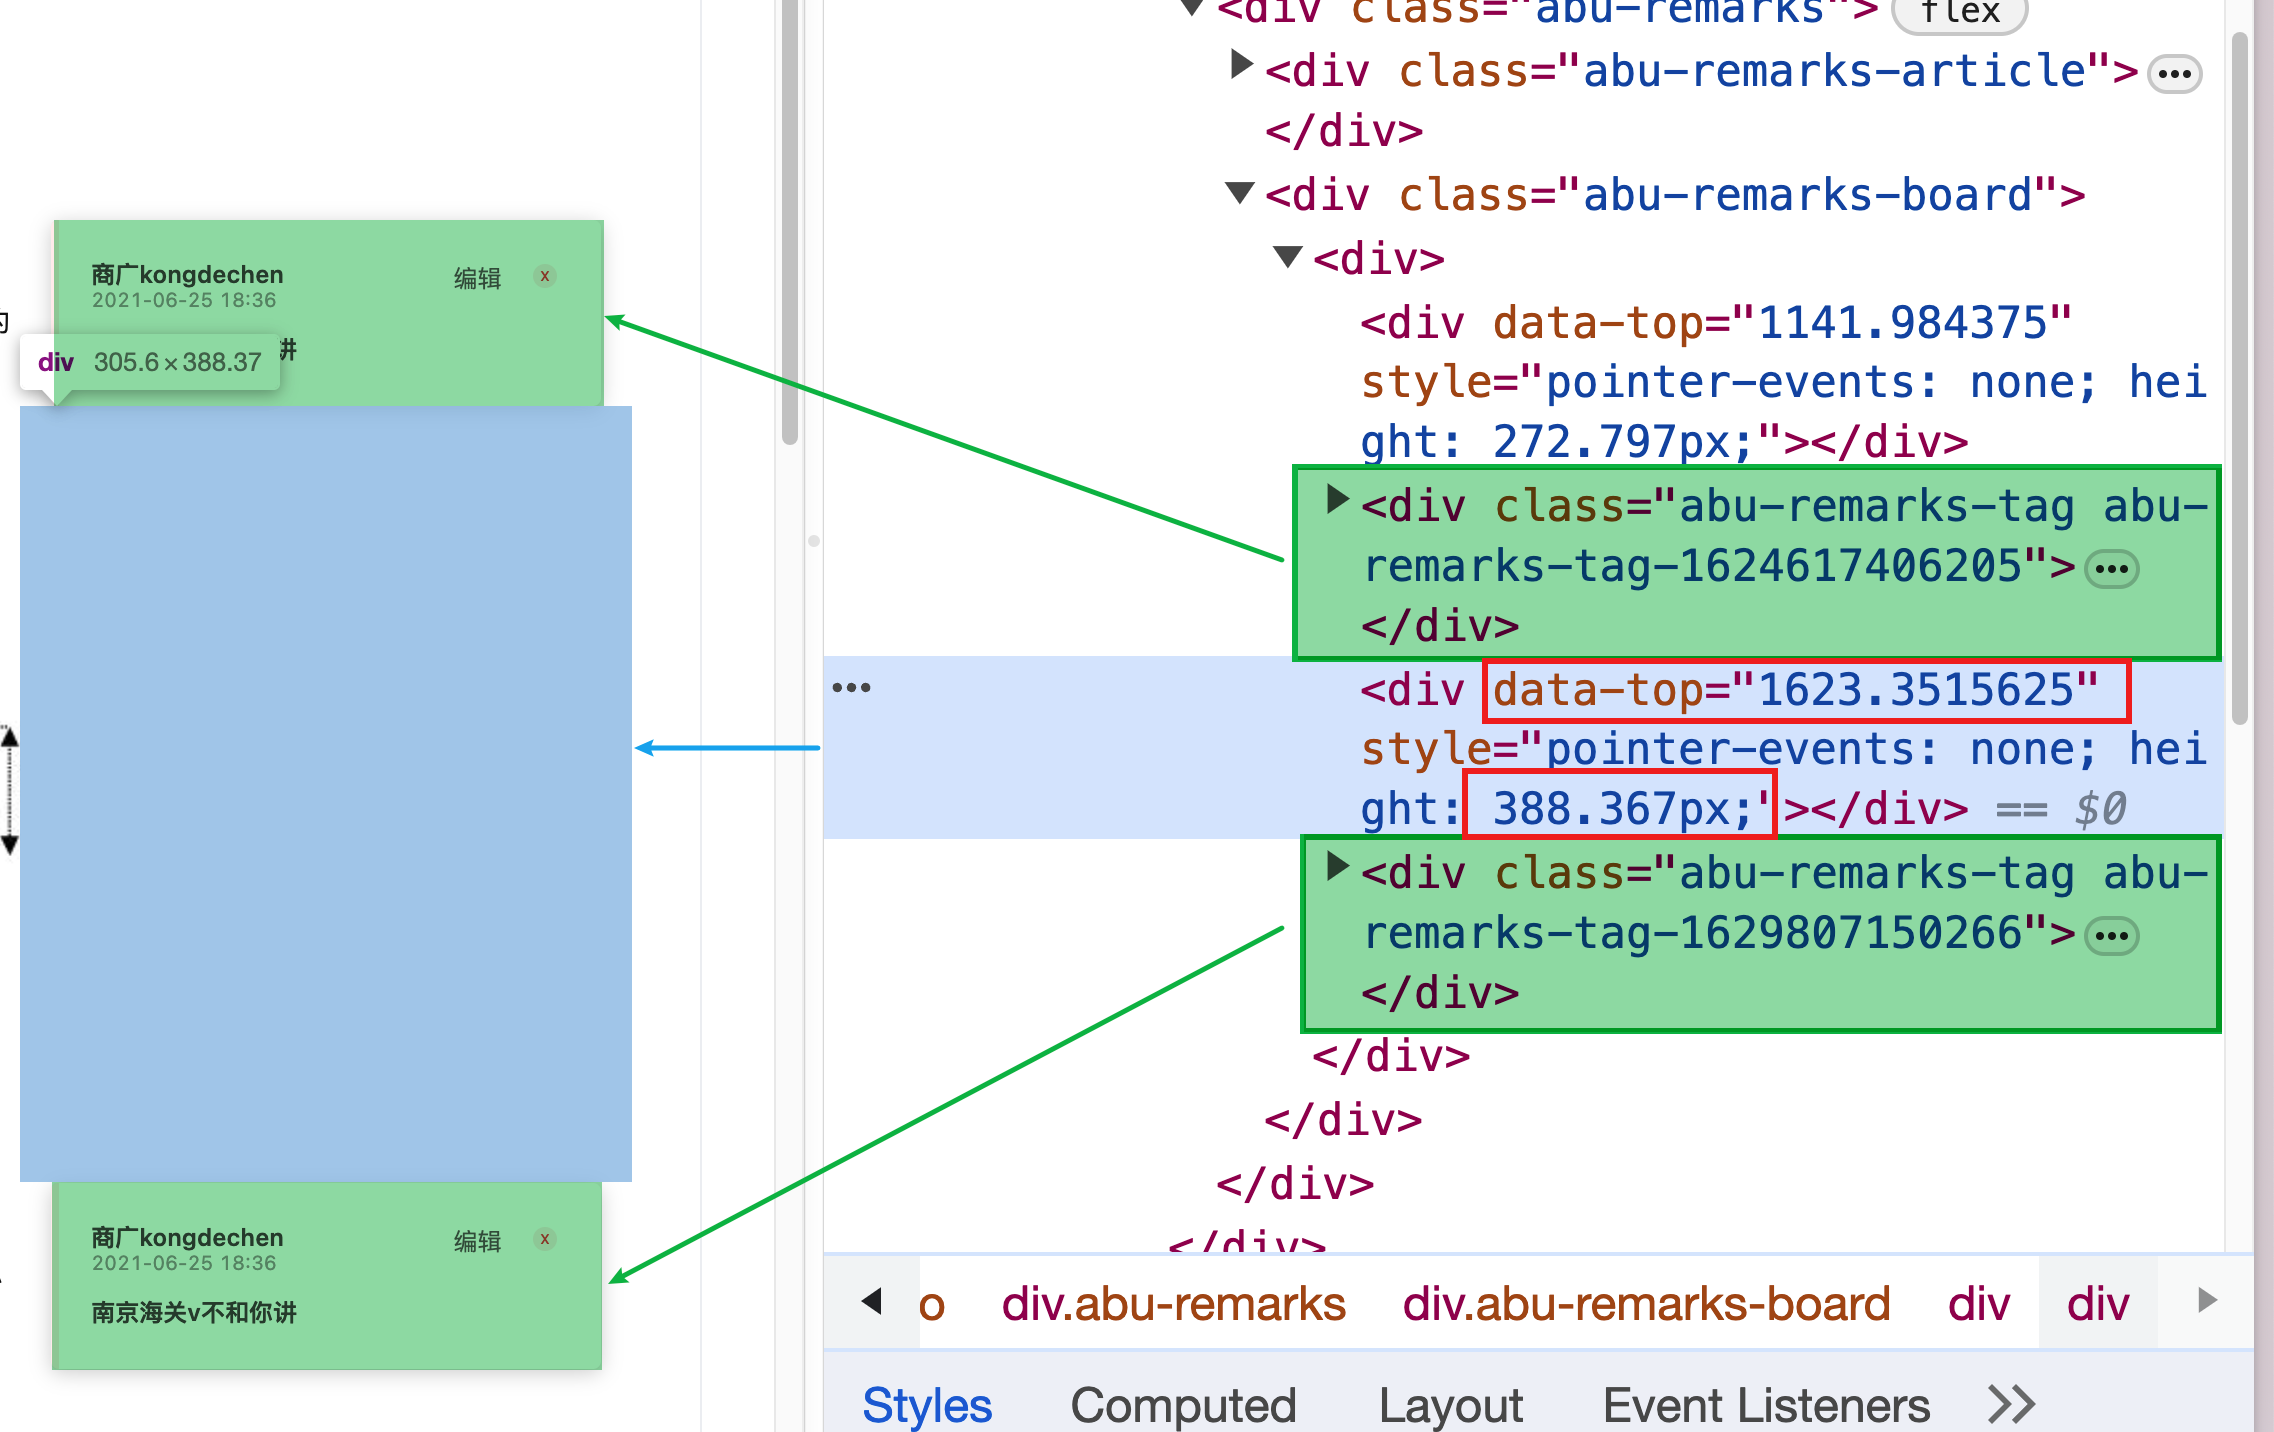 商广kongdechen
编辑 x
2021-06-25 18:36
讲
div 305.6×388.37
商广kongdechen
编辑 x
2021-06-25 18:36
南京海关v不和你讲
<div class="abu-remarks"> flex
<div class="abu-remarks-article">
</div>
<div class="abu-remarks-board">
<div>
<div data-top="1141.984375"
style="pointer-events: none; hei
ght: 272.797px;"></div>
<div class="abu-remarks-tag abu-
remarks-tag-1624617406205">
</div>
<div data-top="1623.3515625"
style="pointer-events: none; hei
ght: 388.367px;"></div> == $0
<div class="abu-remarks-tag abu-
remarks-tag-1629807150266">
</div>
</div>
</div>
</div>
</div>
o div.abu-remarks div.abu-remarks-board div div
Styles Computed Layout Event Listeners